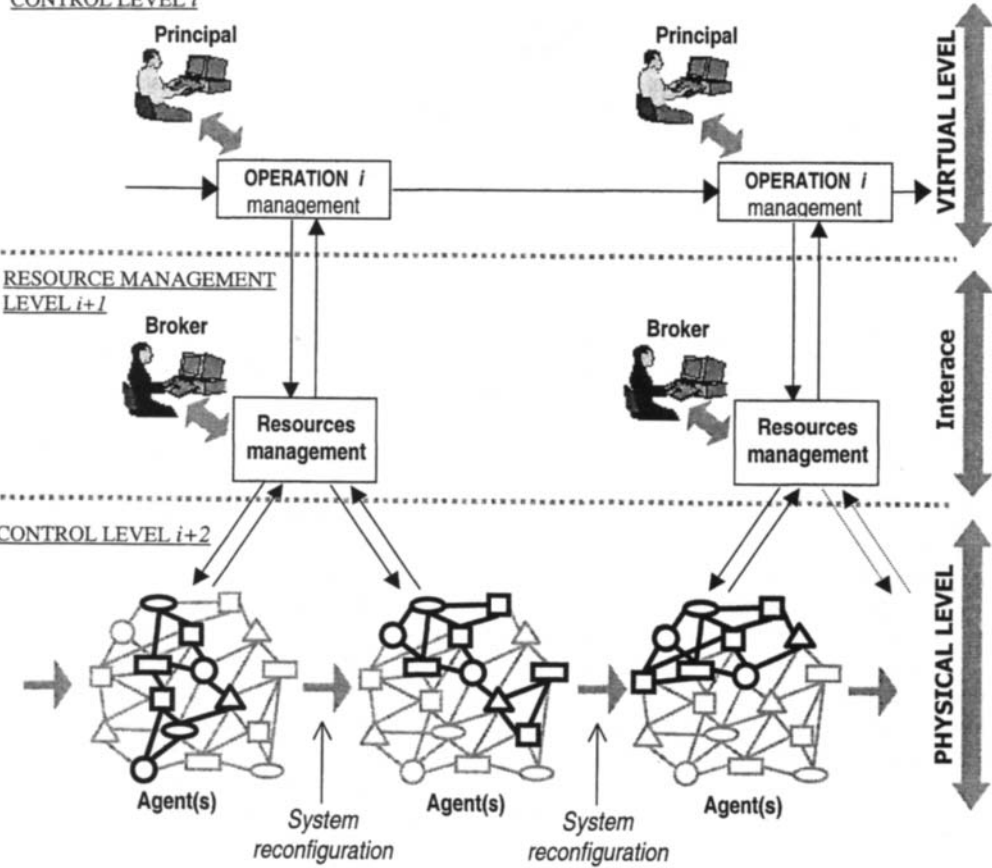 CONTROL LEVEL i
Principal
Principal
OPERATION i
management
OPERATION i
management
VIRTUAL LEVEL
RESOURCE MANAGEMENT
LEVEL i+1
Broker
Broker
Resources
management
Resources
management
Interace
CONTROL LEVEL i+2
PHYSICAL LEVEL
Agent(s)
Agent(s)
Agent(s)
System
reconfiguration
System
reconfiguration